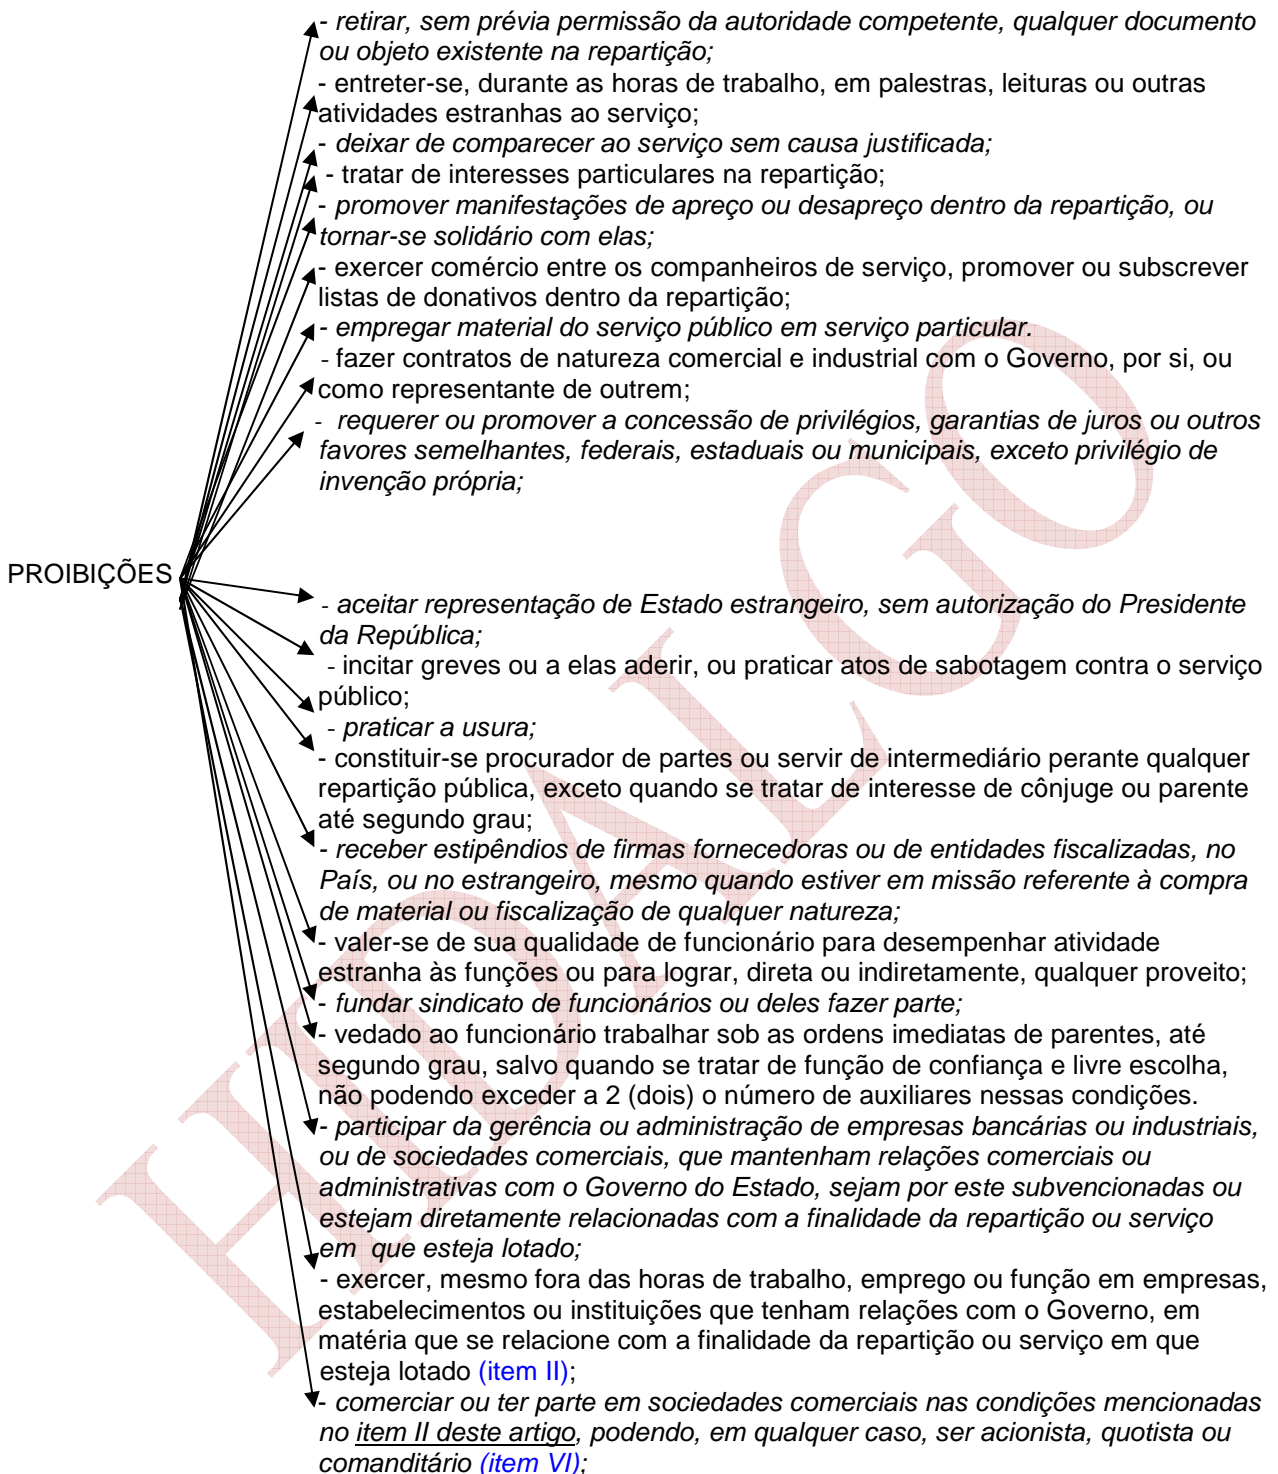 - retirar, sem prévia permissão da autoridade competente, qualquer documento
ou objeto existente na repartição;
- entreter-se, durante as horas de trabalho, em palestras, leituras ou outras
atividades estranhas ao serviço;
- deixar de comparecer ao serviço sem causa justificada;
- tratar de interesses particulares na repartição;
- promover manifestações de apreço ou desapreço dentro da repartição, ou
tornar-se solidário com elas;
- exercer comércio entre os companheiros de serviço, promover ou subscrever
listas de donativos dentro da repartição;
- empregar material do serviço público em serviço particular.
- fazer contratos de natureza comercial e industrial com o Governo, por si, ou
como representante de outrem;
- requerer ou promover a concessão de privilégios, garantias de juros ou outros
favores semelhantes, federais, estaduais ou municipais, exceto privilégio de
invenção própria;
PROIBIÇÕES
- aceitar representação de Estado estrangeiro, sem autorização do Presidente
da República;
- incitar greves ou a elas aderir, ou praticar atos de sabotagem contra o serviço
público;
- praticar a usura;
- constituir-se procurador de partes ou servir de intermediário perante qualquer
repartição pública, exceto quando se tratar de interesse de cônjuge ou parente
até segundo grau;
- receber estipêndios de firmas fornecedoras ou de entidades fiscalizadas, no
País, ou no estrangeiro, mesmo quando estiver em missão referente à compra
de material ou fiscalização de qualquer natureza;
- valer-se de sua qualidade de funcionário para desempenhar atividade
estranha às funções ou para lograr, direta ou indiretamente, qualquer proveito;
- fundar sindicato de funcionários ou deles fazer parte;
- vedado ao funcionário trabalhar sob as ordens imediatas de parentes, até
segundo grau, salvo quando se tratar de função de confiança e livre escolha,
não podendo exceder a 2 (dois) o número de auxiliares nessas condições.
- participar da gerência ou administração de empresas bancárias ou industriais,
ou de sociedades comerciais, que mantenham relações comerciais ou
administrativas com o Governo do Estado, sejam por este subvencionadas ou
estejam diretamente relacionadas com a finalidade da repartição ou serviço
em que esteja lotado;
- exercer, mesmo fora das horas de trabalho, emprego ou função em empresas,
estabelecimentos ou instituições que tenham relações com o Governo, em
matéria que se relacione com a finalidade da repartição ou serviço em que
esteja lotado (item II);
- comerciar ou ter parte em sociedades comerciais nas condições mencionadas
no item II deste artigo, podendo, em qualquer caso, ser acionista, quotista ou
comanditário (item VI);
HIDALGO